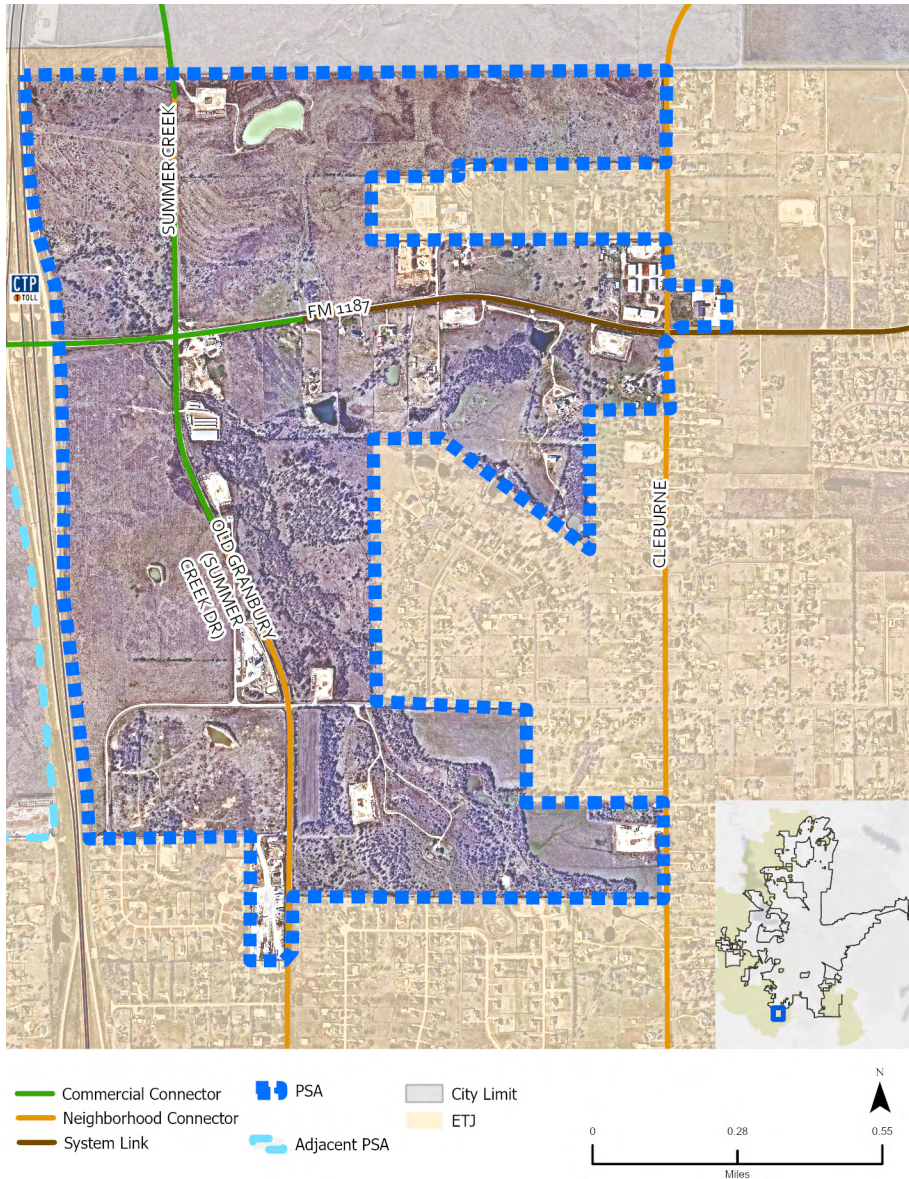 SUMMER CREEK
CTP
TOLL
FM 1187
CLEBURNE
OLD GRANBURY
(SUMMER
CREEK DR)
Commercial Connector
Neighborhood Connector
System Link
PSA
Adjacent PSA
City Limit
ETJ
N
0
0.28
0.55
Miles